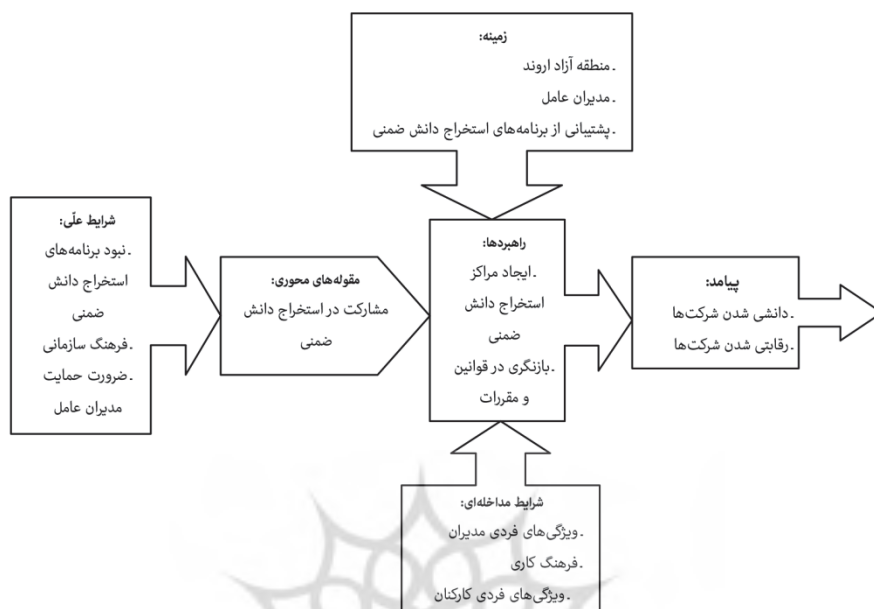 زمینه:
ـ منطقه آزاد اروند
ـ مدیران عامل
ـ پشتیبانی از برنامه‌های استخراج دانش ضمنی
شرایط علّی:
ـ نبود برنامه‌های
استخراج دانش
ضمنی
ـ فرهنگ سازمانی
ـ ضرورت حمایت
مدیران عامل
مقوله‌های محوری:
مشارکت در استخراج دانش
ضمنی
راهبردها:
ـ ایجاد مراکز
استخراج دانش
ضمنی
ـ بازنگری در قوانین
و مقررات
پیامد:
ـ دانشی شدن شرکت‌ها
ـ رقابتی شدن شرکت‌ها
شرایط مداخله‌ای:
ـ ویژگی‌های فردی مدیران
ـ فرهنگ کاری
ـ ویژگی‌های فردی کارکنان